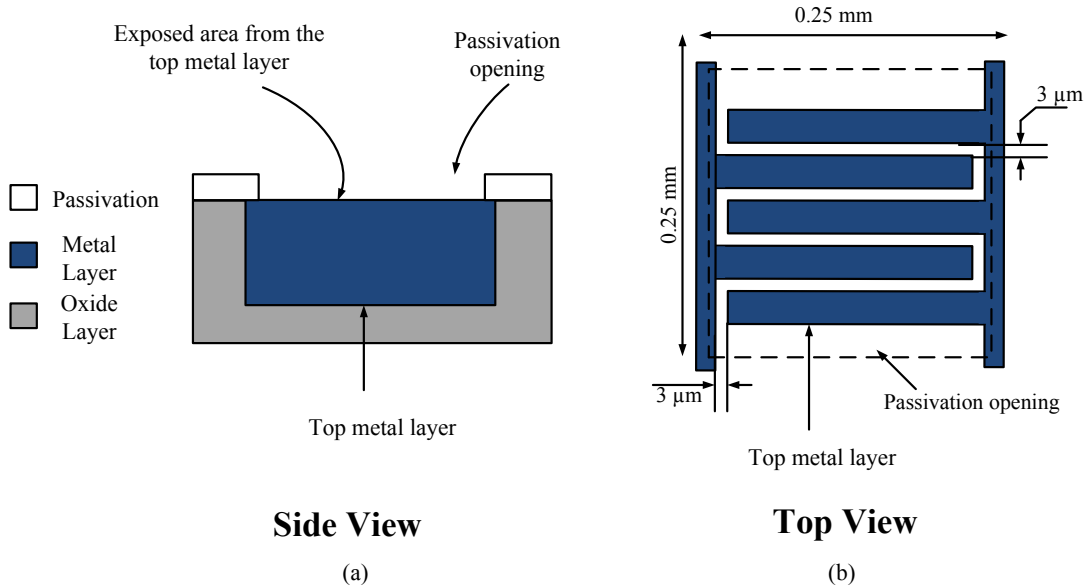 Exposed area from the
top metal layer
Passivation
opening
Passivation
Metal
Layer
Oxide
Layer
Top metal layer
Side View
(a)
0.25 mm
0.25 mm
3 µm
3 µm
Passivation opening
Top metal layer
Top View
(b)